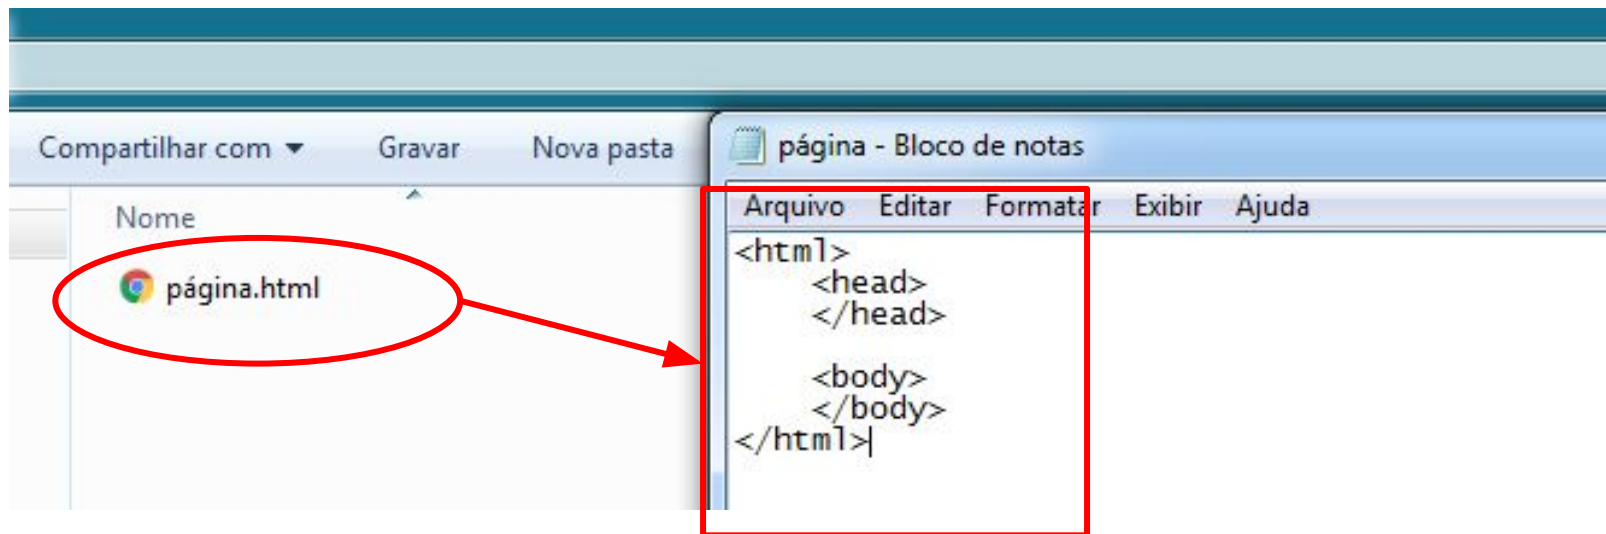 Compartilhar com Gravar Nova pasta
Nome
página.html
página - Bloco de notas
Arquivo Editar Formatar Exibir Ajuda
<html>
<head>
</head>
<body>
</body>
</html>